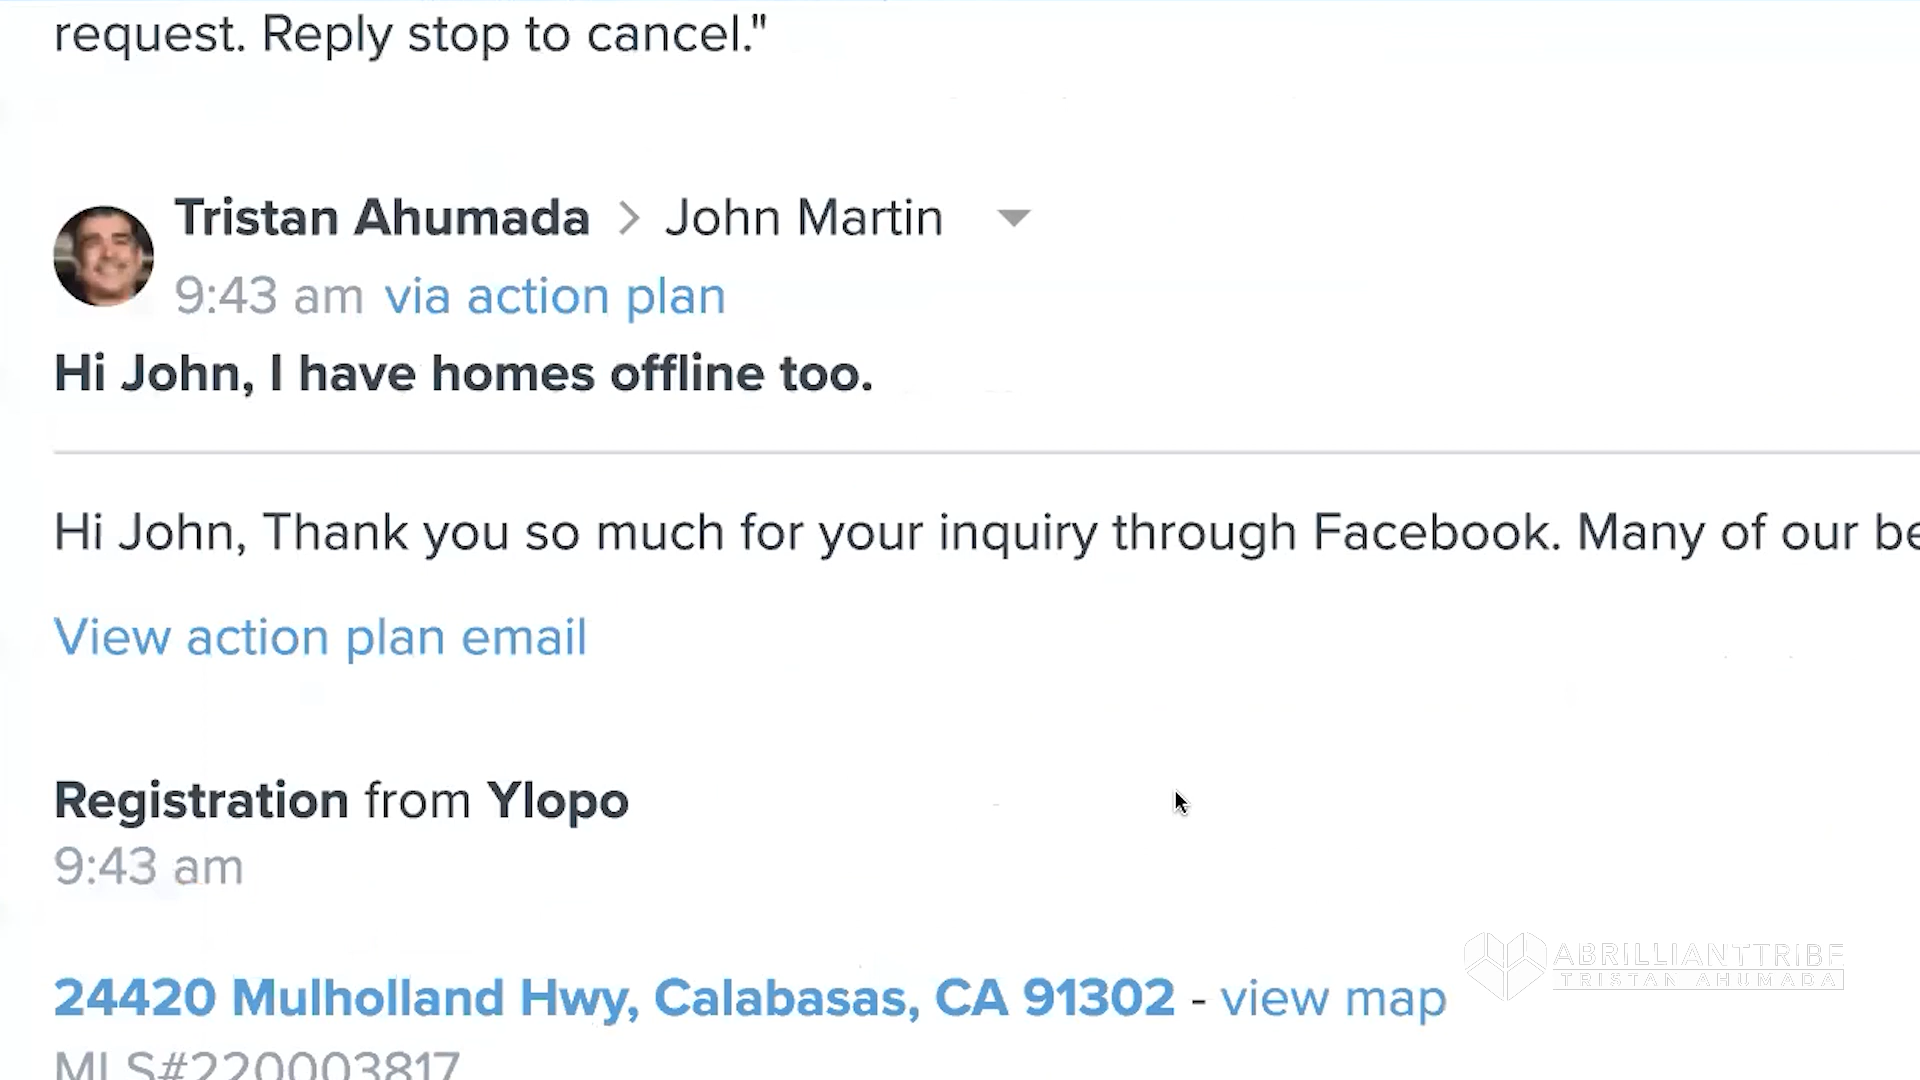 request. Reply stop to cancel."
Tristan Ahumada > John Martin
9:43 am via action plan
Hi John, I have homes offline too.
Hi John, Thank you so much for your inquiry through Facebook. Many of our be
View action plan email
Registration from Ylopo
9:43 am
24420 Mulholland Hwy, Calabasas, CA 91302 - view map
MLS#220003817
ABRILLIANTTRIBE
TRISTAN AHUMADA